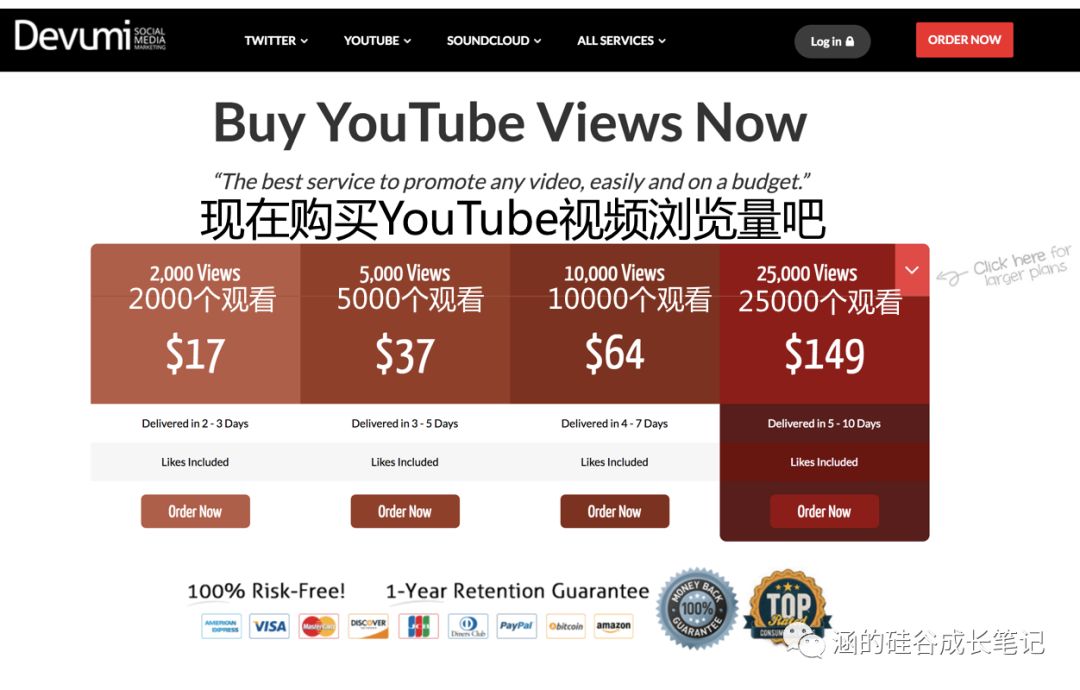 Devumi SOCIAL MEDIA MARKETING
TWITTER YOUTUBE SOUNDCLOUD ALL SERVICES Log in ORDER NOW
Buy YouTube Views Now
“The best service to promote any video, easily and on a budget.”
现在购买YouTube视频浏览量吧
2,000 Views 5,000 Views 10,000 Views 25,000 Views
2000个观看 5000个观看 10000个观看 25000个观看
$17 $37 $64 $149
Click here for
larger plans
Delivered in 2 - 3 Days Delivered in 3 - 5 Days Delivered in 4 - 7 Days Delivered in 5 - 10 Days
Likes Included Likes Included Likes Included Likes Included
Order Now Order Now Order Now Order Now
100% Risk-Free! 1-Year Retention Guarantee
AMERICAN EXPRESS VISA MasterCard DISCOVER JCB Diners Club PayPal bitcoin amazon
MONEY BACK 100% GUARANTEE
TOP Rated
涵的硅谷成长笔记